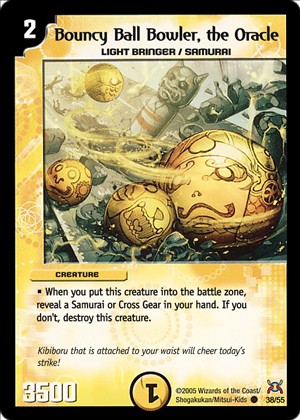 2
Bouncy Ball Bowler, the Oracle
LIGHT BRINGER / SAMURAI
CREATURE
▪ When you put this creature into the battle zone,
reveal a Samurai or Cross Gear in your hand. If you
don't, destroy this creature.
Kibiboru that is attached to your waist will cheer today's
strike!
3500
1
©2005 Wizards of the Coast/
Shogakukan/Mitsui-Kids ● 38/55